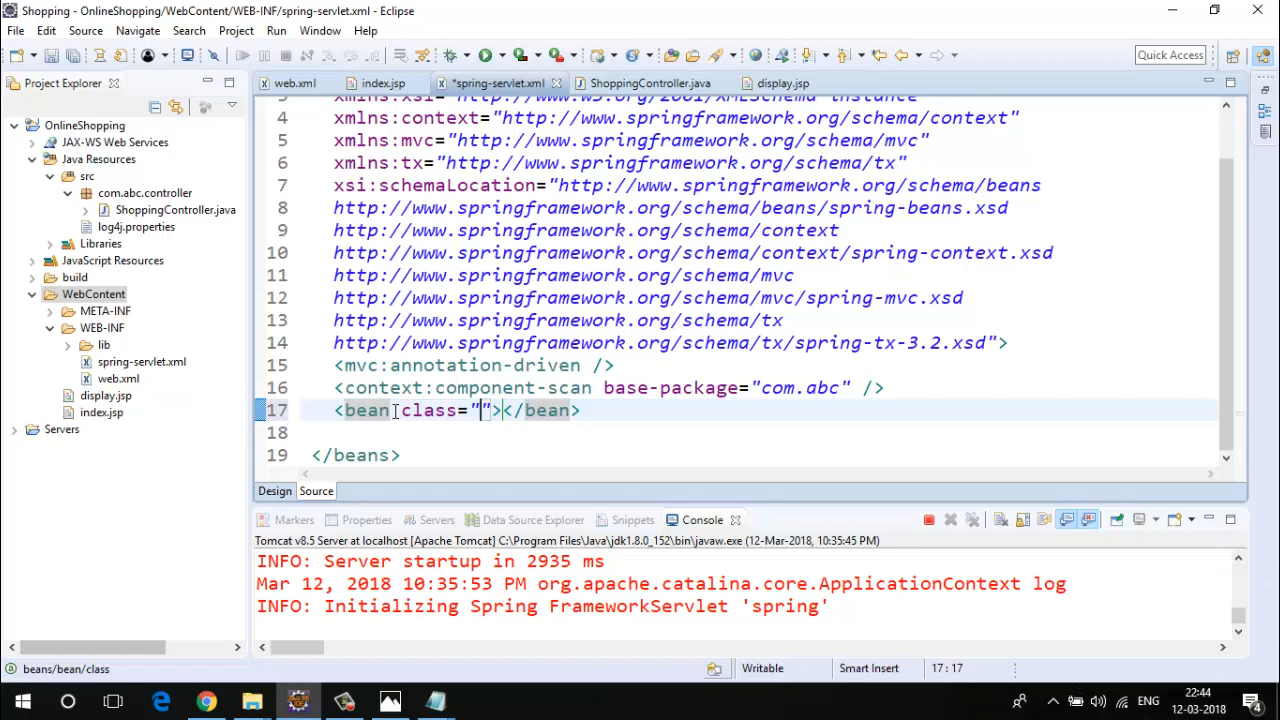 Shopping - OnlineShopping/WebContent/WEB-INF/spring-servlet.xml - Eclipse
File Edit Source Navigate Search Project Run Window Help
Quick Access
Project Explorer
web.xml index.jsp *spring-servlet.xml ShoppingController.java display.jsp
OnlineShopping
JAX-WS Web Services
Java Resources
src
com.abc.controller
ShoppingController.java
log4j.properties
Libraries
JavaScript Resources
build
WebContent
META-INF
WEB-INF
lib
spring-servlet.xml
web.xml
display.jsp
index.jsp
Servers
3 xmlns:xsi="http://www.w3.org/2001/XMLSchema-instance"
4 xmlns:context="http://www.springframework.org/schema/context"
5 xmlns:mvc="http://www.springframework.org/schema/mvc"
6 xmlns:tx="http://www.springframework.org/schema/tx"
7 xsi:schemaLocation="http://www.springframework.org/schema/beans
8 http://www.springframework.org/schema/beans/spring-beans.xsd
9 http://www.springframework.org/schema/context
10 http://www.springframework.org/schema/context/spring-context.xsd
11 http://www.springframework.org/schema/mvc
12 http://www.springframework.org/schema/mvc/spring-mvc.xsd
13 http://www.springframework.org/schema/tx
14 http://www.springframework.org/schema/tx/spring-tx-3.2.xsd">
15 <mvc:annotation-driven />
16 <context:component-scan base-package="com.abc" />
17 <bean class=""></bean>
18
19 </beans>
Design Source
Markers Properties Servers Data Source Explorer Snippets Console
Tomcat v8.5 Server at localhost [Apache Tomcat] C:\Program Files\Java\jdk1.8.0_152\bin\javaw.exe (12-Mar-2018, 10:35:45 PM)
INFO: Server startup in 2935 ms
Mar 12, 2018 10:35:53 PM org.apache.catalina.core.ApplicationContext log
INFO: Initializing Spring FrameworkServlet 'spring'
beans/bean/class Writable Smart Insert 17 : 17
ENG 22:44
12-03-2018 4